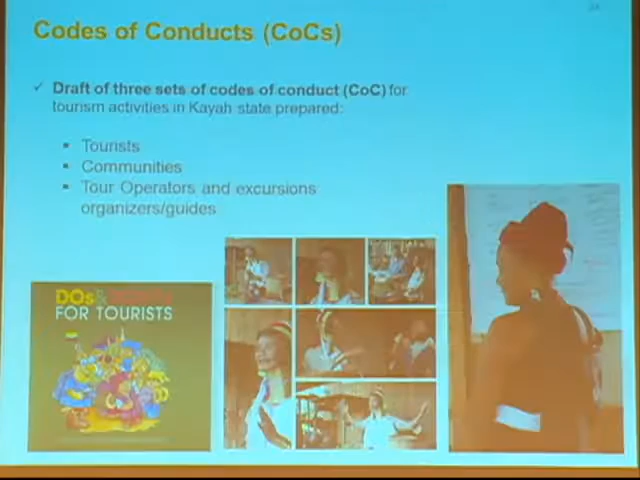 Codes of Conducts (CoCs)
✓ Draft of three sets of codes of conduct (CoC) for
tourism activities in Kayah state prepared:
▪ Tourists
▪ Communities
▪ Tour Operators and excursions
organizers/guides
DOs &
FOR TOURISTS